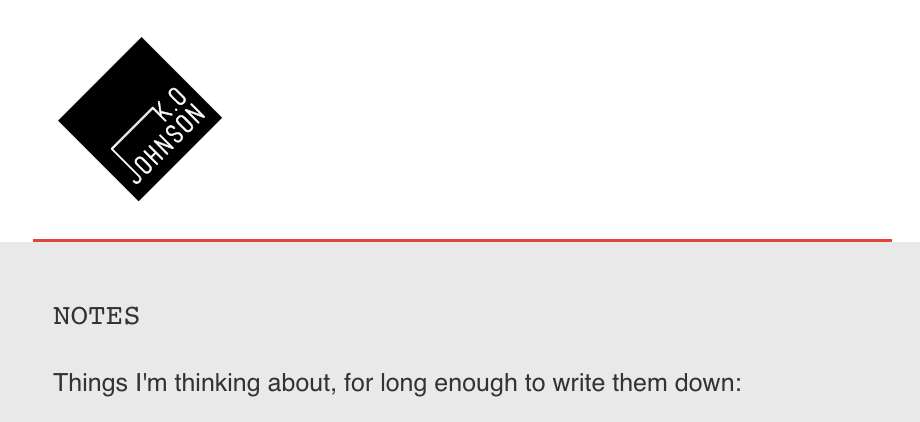 K.O
JOHNSON
NOTES
Things I'm thinking about, for long enough to write them down: